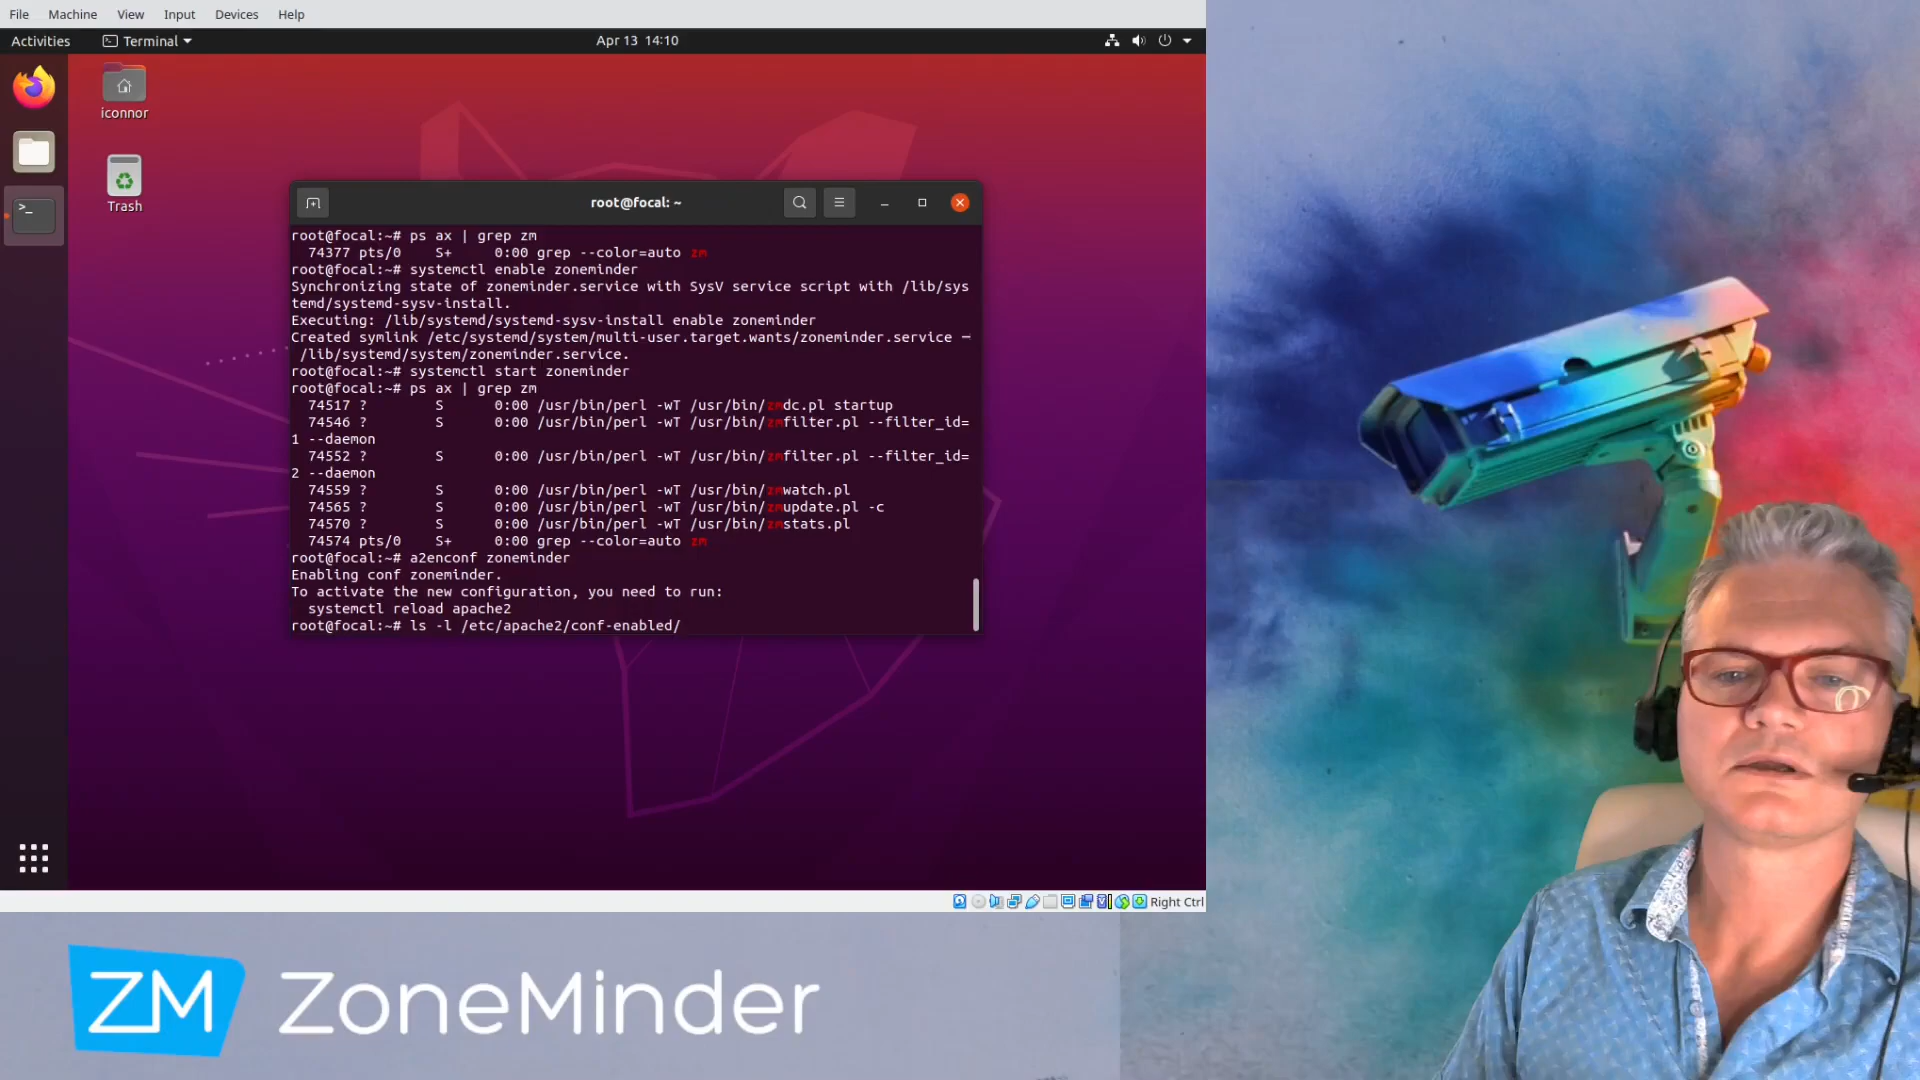 File Machine View Input Devices Help
Activities Terminal Apr 13 14:10
iconnor
Trash
root@focal: ~
root@focal:~# ps ax | grep zm
74377 pts/0 S+ 0:00 grep --color=auto zm
root@focal:~# systemctl enable zoneminder
Synchronizing state of zoneminder.service with SysV service script with /lib/sys
temd/systemd-sysv-install.
Executing: /lib/systemd/systemd-sysv-install enable zoneminder
Created symlink /etc/systemd/system/multi-user.target.wants/zoneminder.service →
/lib/systemd/system/zoneminder.service.
root@focal:~# systemctl start zoneminder
root@focal:~# ps ax | grep zm
74517 ? S 0:00 /usr/bin/perl -wT /usr/bin/zmdc.pl startup
74546 ? S 0:00 /usr/bin/perl -wT /usr/bin/zmfilter.pl --filter_id=
1 --daemon
74552 ? S 0:00 /usr/bin/perl -wT /usr/bin/zmfilter.pl --filter_id=
2 --daemon
74559 ? S 0:00 /usr/bin/perl -wT /usr/bin/zmwatch.pl
74565 ? S 0:00 /usr/bin/perl -wT /usr/bin/zmupdate.pl -c
74570 ? S 0:00 /usr/bin/perl -wT /usr/bin/zmstats.pl
74574 pts/0 S+ 0:00 grep --color=auto zm
root@focal:~# a2enconf zoneminder
Enabling conf zoneminder.
To activate the new configuration, you need to run:
systemctl reload apache2
root@focal:~# ls -l /etc/apache2/conf-enabled/
Right Ctrl
ZM ZoneMinder